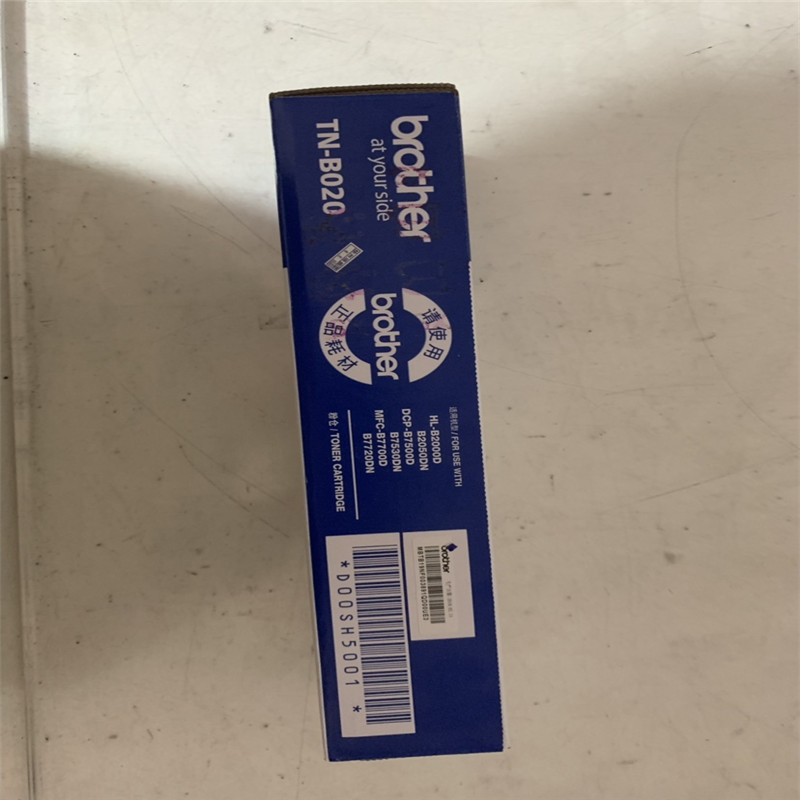 brother
at your side
TN-B020
请使用
brother
正品耗材
适用机型 / FOR USE WITH
HL-B2000D
B2050DN
DCP-B7500D
B7530DN
MFC-B7700D
B7720DN
粉仓 / TONER CARTRIDGE
brother
*D00SH5001*